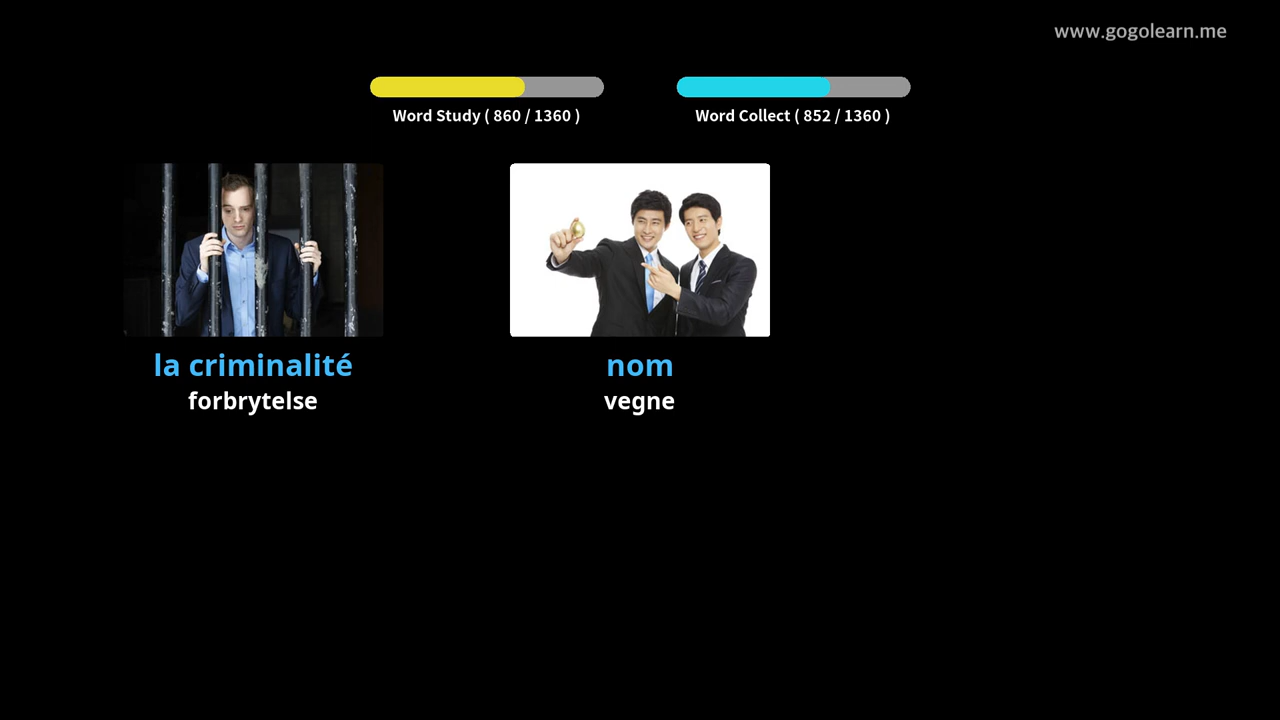 www.gogolearn.me
Word Study ( 860 / 1360 )
Word Collect ( 852 / 1360 )
la criminalité
forbrytelse
nom
vegne